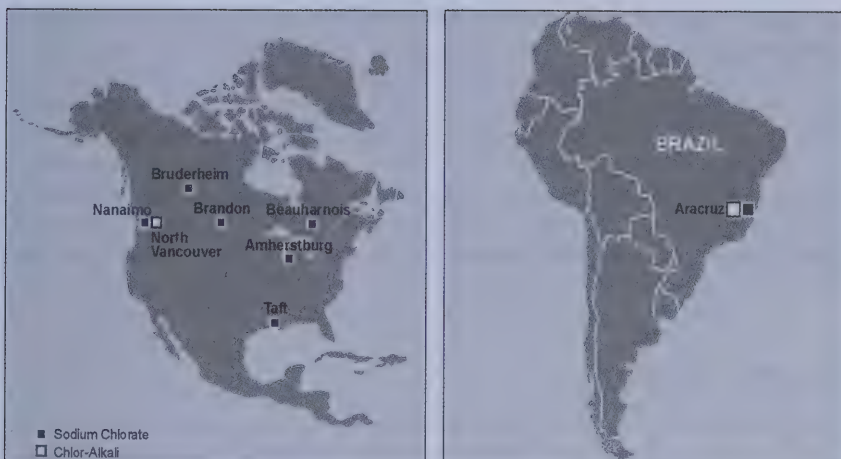 Bruderheim
Nanaimo
Brandon
Beauharnois
North
Vancouver
Amherstburg
Taft
Sodium Chlorate
Chlor-Alkali
BRAZIL
Aracruz